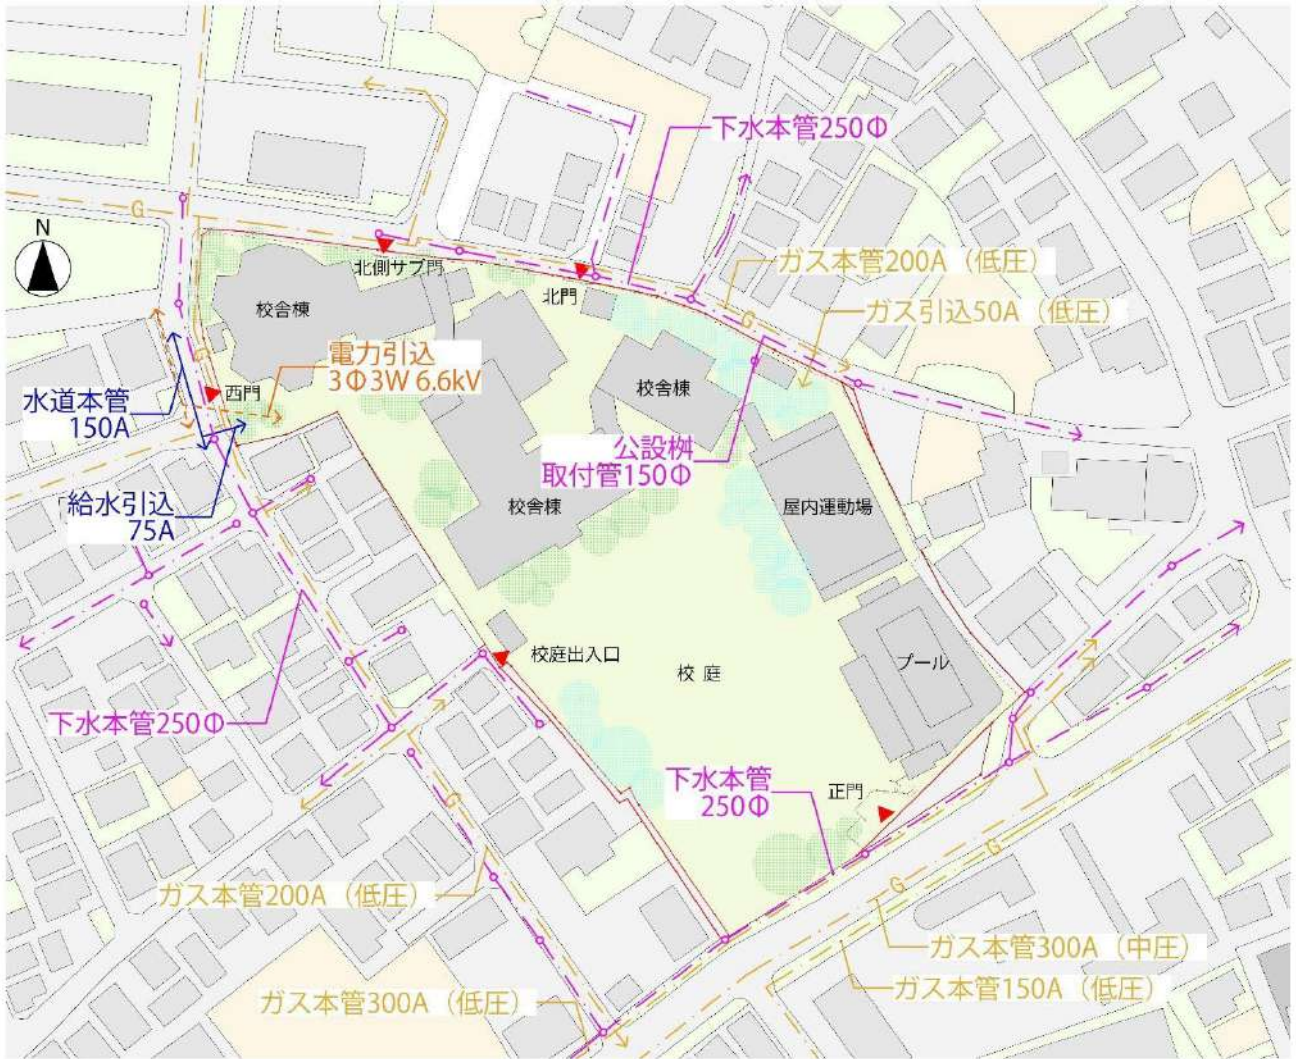 下水本管250Φ
G
N
北側サブ門
ガス本管200A（低圧）
北門
校舎棟
ガス引込50A（低圧）
G
電力引込
3Φ3W 6.6kV
G
西門
校舎棟
水道本管
150A
公設桝
取付管150Φ
給水引込
75A
校舎棟
屋内運動場
校庭出入口
校 庭
プール
下水本管250Φ
下水本管
250Φ
正門
G
G
ガス本管200A（低圧）
G
ガス本管300A（中圧）
ガス本管150A（低圧）
ガス本管300A（低圧）